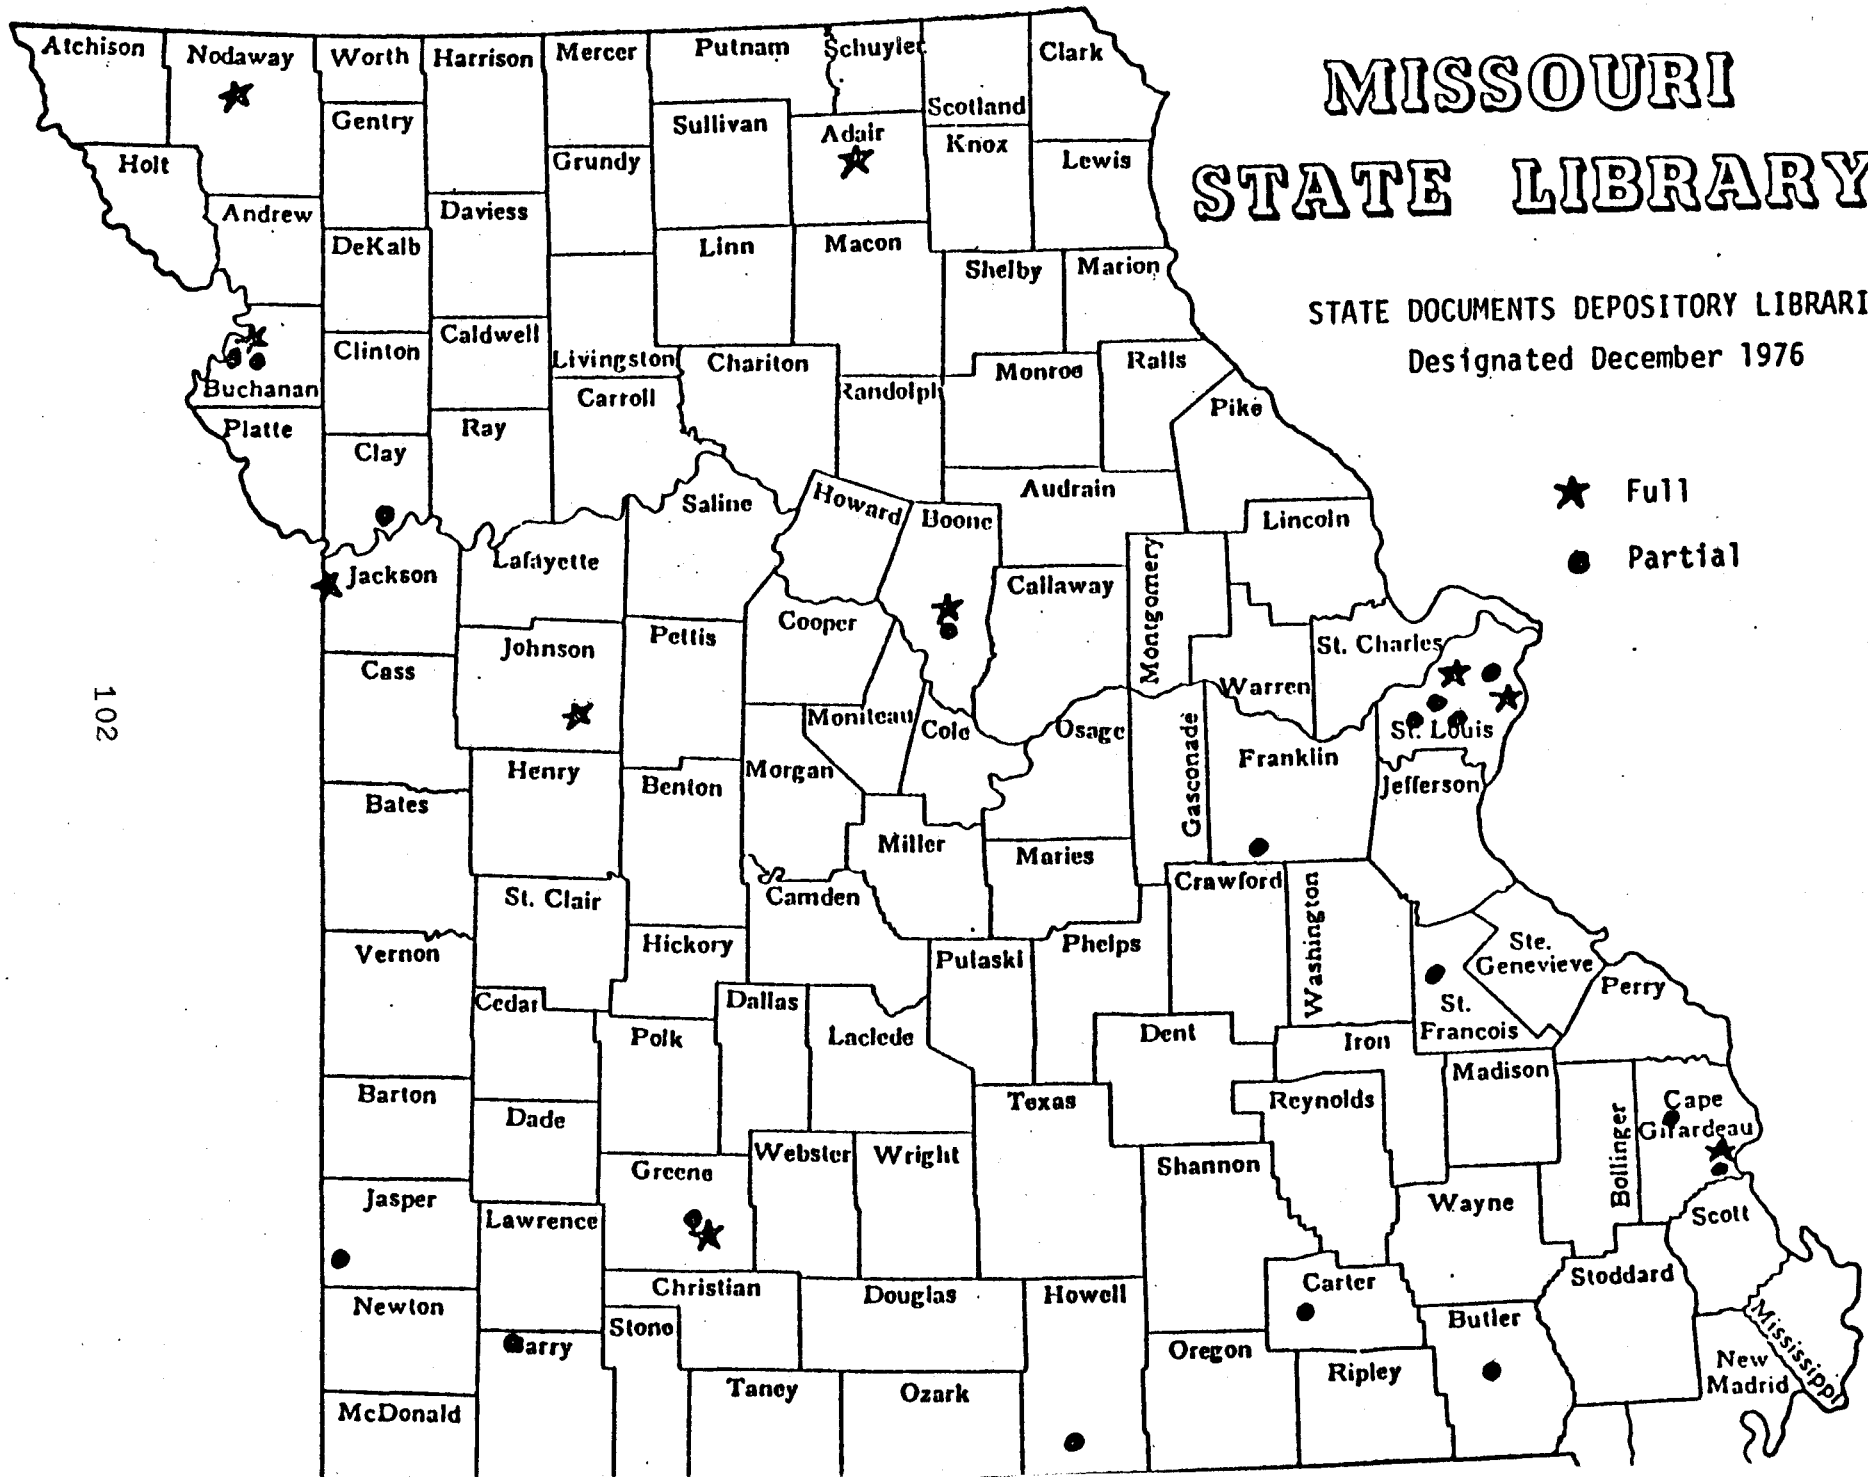 MISSOURI
STATE LIBRARY
STATE DOCUMENTS DEPOSITORY LIBRARI
Designated December 1976
Full
Partial
102
Atchison
Nodaway
Worth
Harrison
Mercer
Putnam
Schuyler
Clark
Scotland
Gentry
Sullivan
Adair
Knox
Lewis
Holt
Grundy
Andrew
Daviess
DeKalb
Linn
Macon
Shelby
Marion
Clinton
Caldwell
Livingston
Chariton
Monroe
Ralls
Buchanan
Carroll
Randolph
Pike
Platte
Clay
Ray
Saline
Howard
Boone
Audrain
Lincoln
Jackson
Lafayette
Callaway
Montgomery
Cooper
Johnson
Pettis
St. Charles
Cass
Warren
Moniteau
Cole
Osage
Gasconade
St. Louis
Henry
Morgan
Franklin
Benton
Jefferson
Bates
Miller
Maries
St. Clair
Camden
Crawford
Washington
Vernon
Hickory
Pulaski
Phelps
Ste.
Genevieve
Cedar
Dallas
Perry
St.
Francois
Polk
Laclede
Dent
Iron
Madison
Barton
Dade
Texas
Reynolds
Bollinger
Cape
Girardeau
Greene
Webster
Wright
Shannon
Jasper
Lawrence
Wayne
Scott
Christian
Douglas
Howell
Carter
Stoddard
Newton
Stone
Barry
Butler
Mississippi
Oregon
Ripley
New
Madrid
McDonald
Taney
Ozark